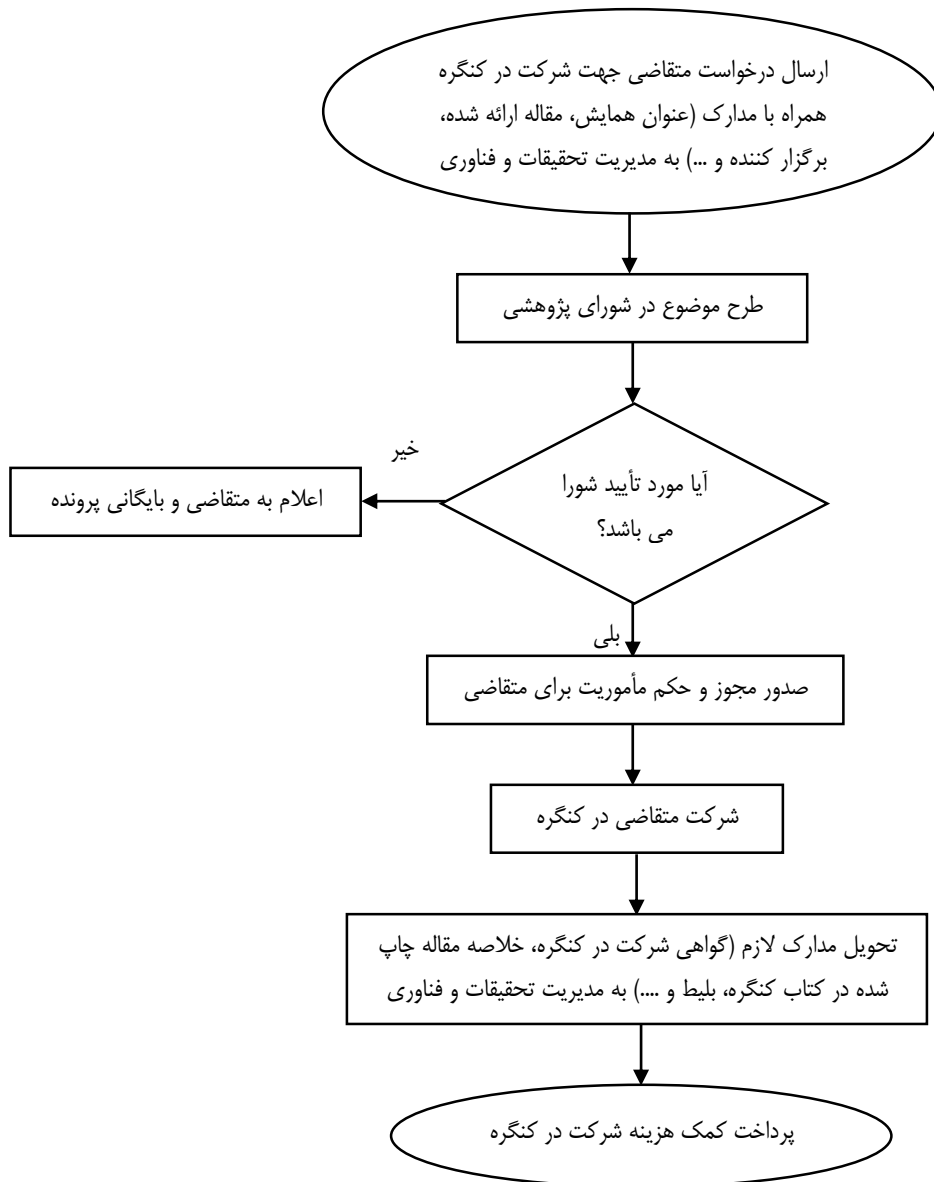 ارسال درخواست متقاضی جهت شرکت در کنگره
همراه با مدارک (عنوان همایش، مقاله ارائه شده،
برگزار کننده و ...) به مدیریت تحقیقات و فناوری
طرح موضوع در شورای پژوهشی
آیا مورد تأیید شورا
می باشد؟
خیر
اعلام به متقاضی و بایگانی پرونده
بلی
صدور مجوز و حکم مأموریت برای متقاضی
شرکت متقاضی در کنگره
تحویل مدارک لازم (گواهی شرکت در کنگره، خلاصه مقاله چاپ
شده در کتاب کنگره، بلیط و ....) به مدیریت تحقیقات و فناوری
پرداخت کمک هزینه شرکت در کنگره